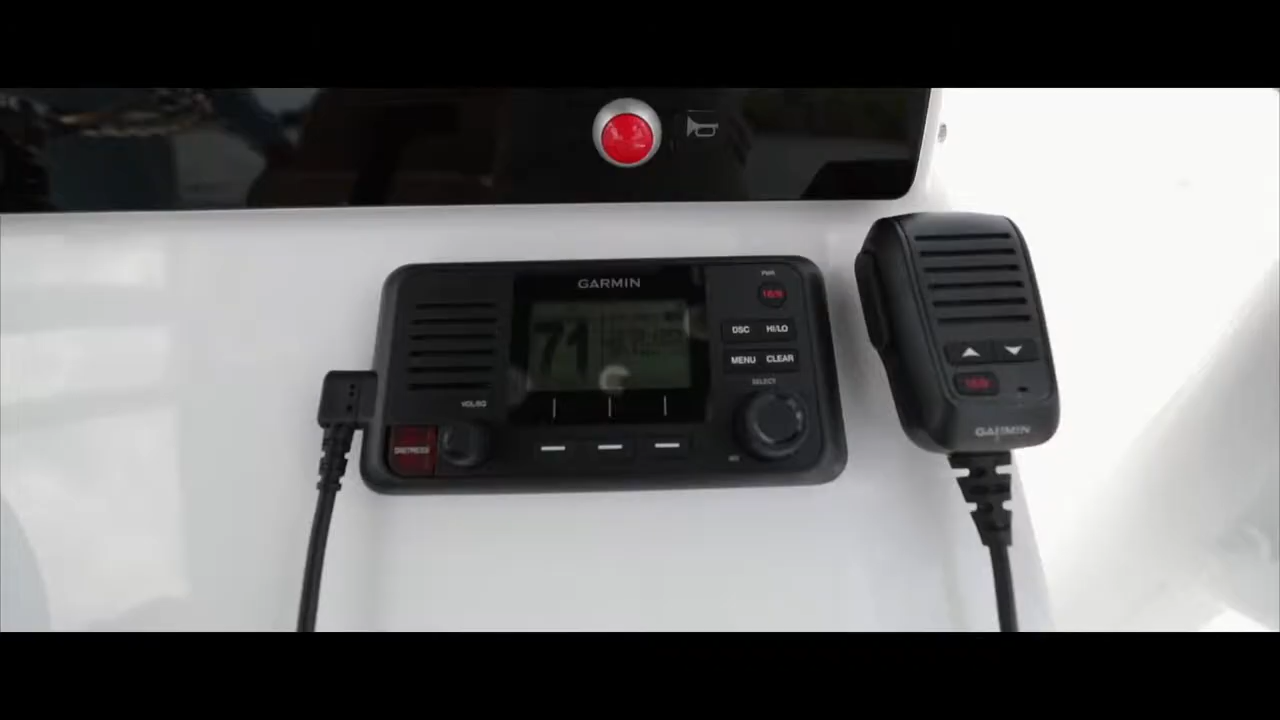 GARMIN
PWR
16/9
71
DSC HI/LO
MENU CLEAR
SELECT
VOL/SQ
DISTRESS
16/9
GARMIN